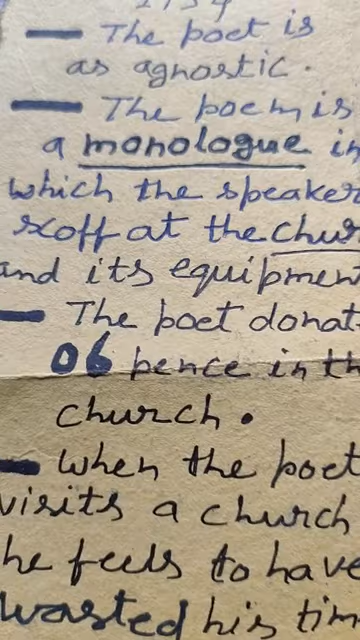 1954
— The poet is
as agnostic.
— The poem is
a monologue in
which the speaker
scoff at the chur
and its equipmen
— The poet donat
06 pence in th
church.
— When the poet
visits a church
he feels to have
wasted his tim